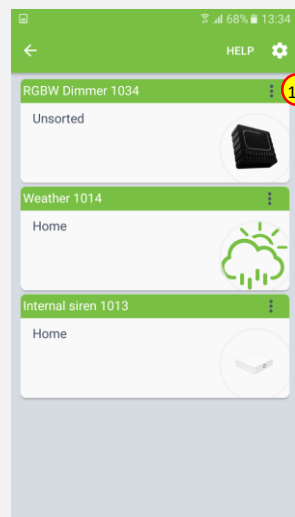 68% 13:34
HELP
RGBW Dimmer 1034
1
Unsorted
Weather 1014
Home
Internal siren 1013
Home